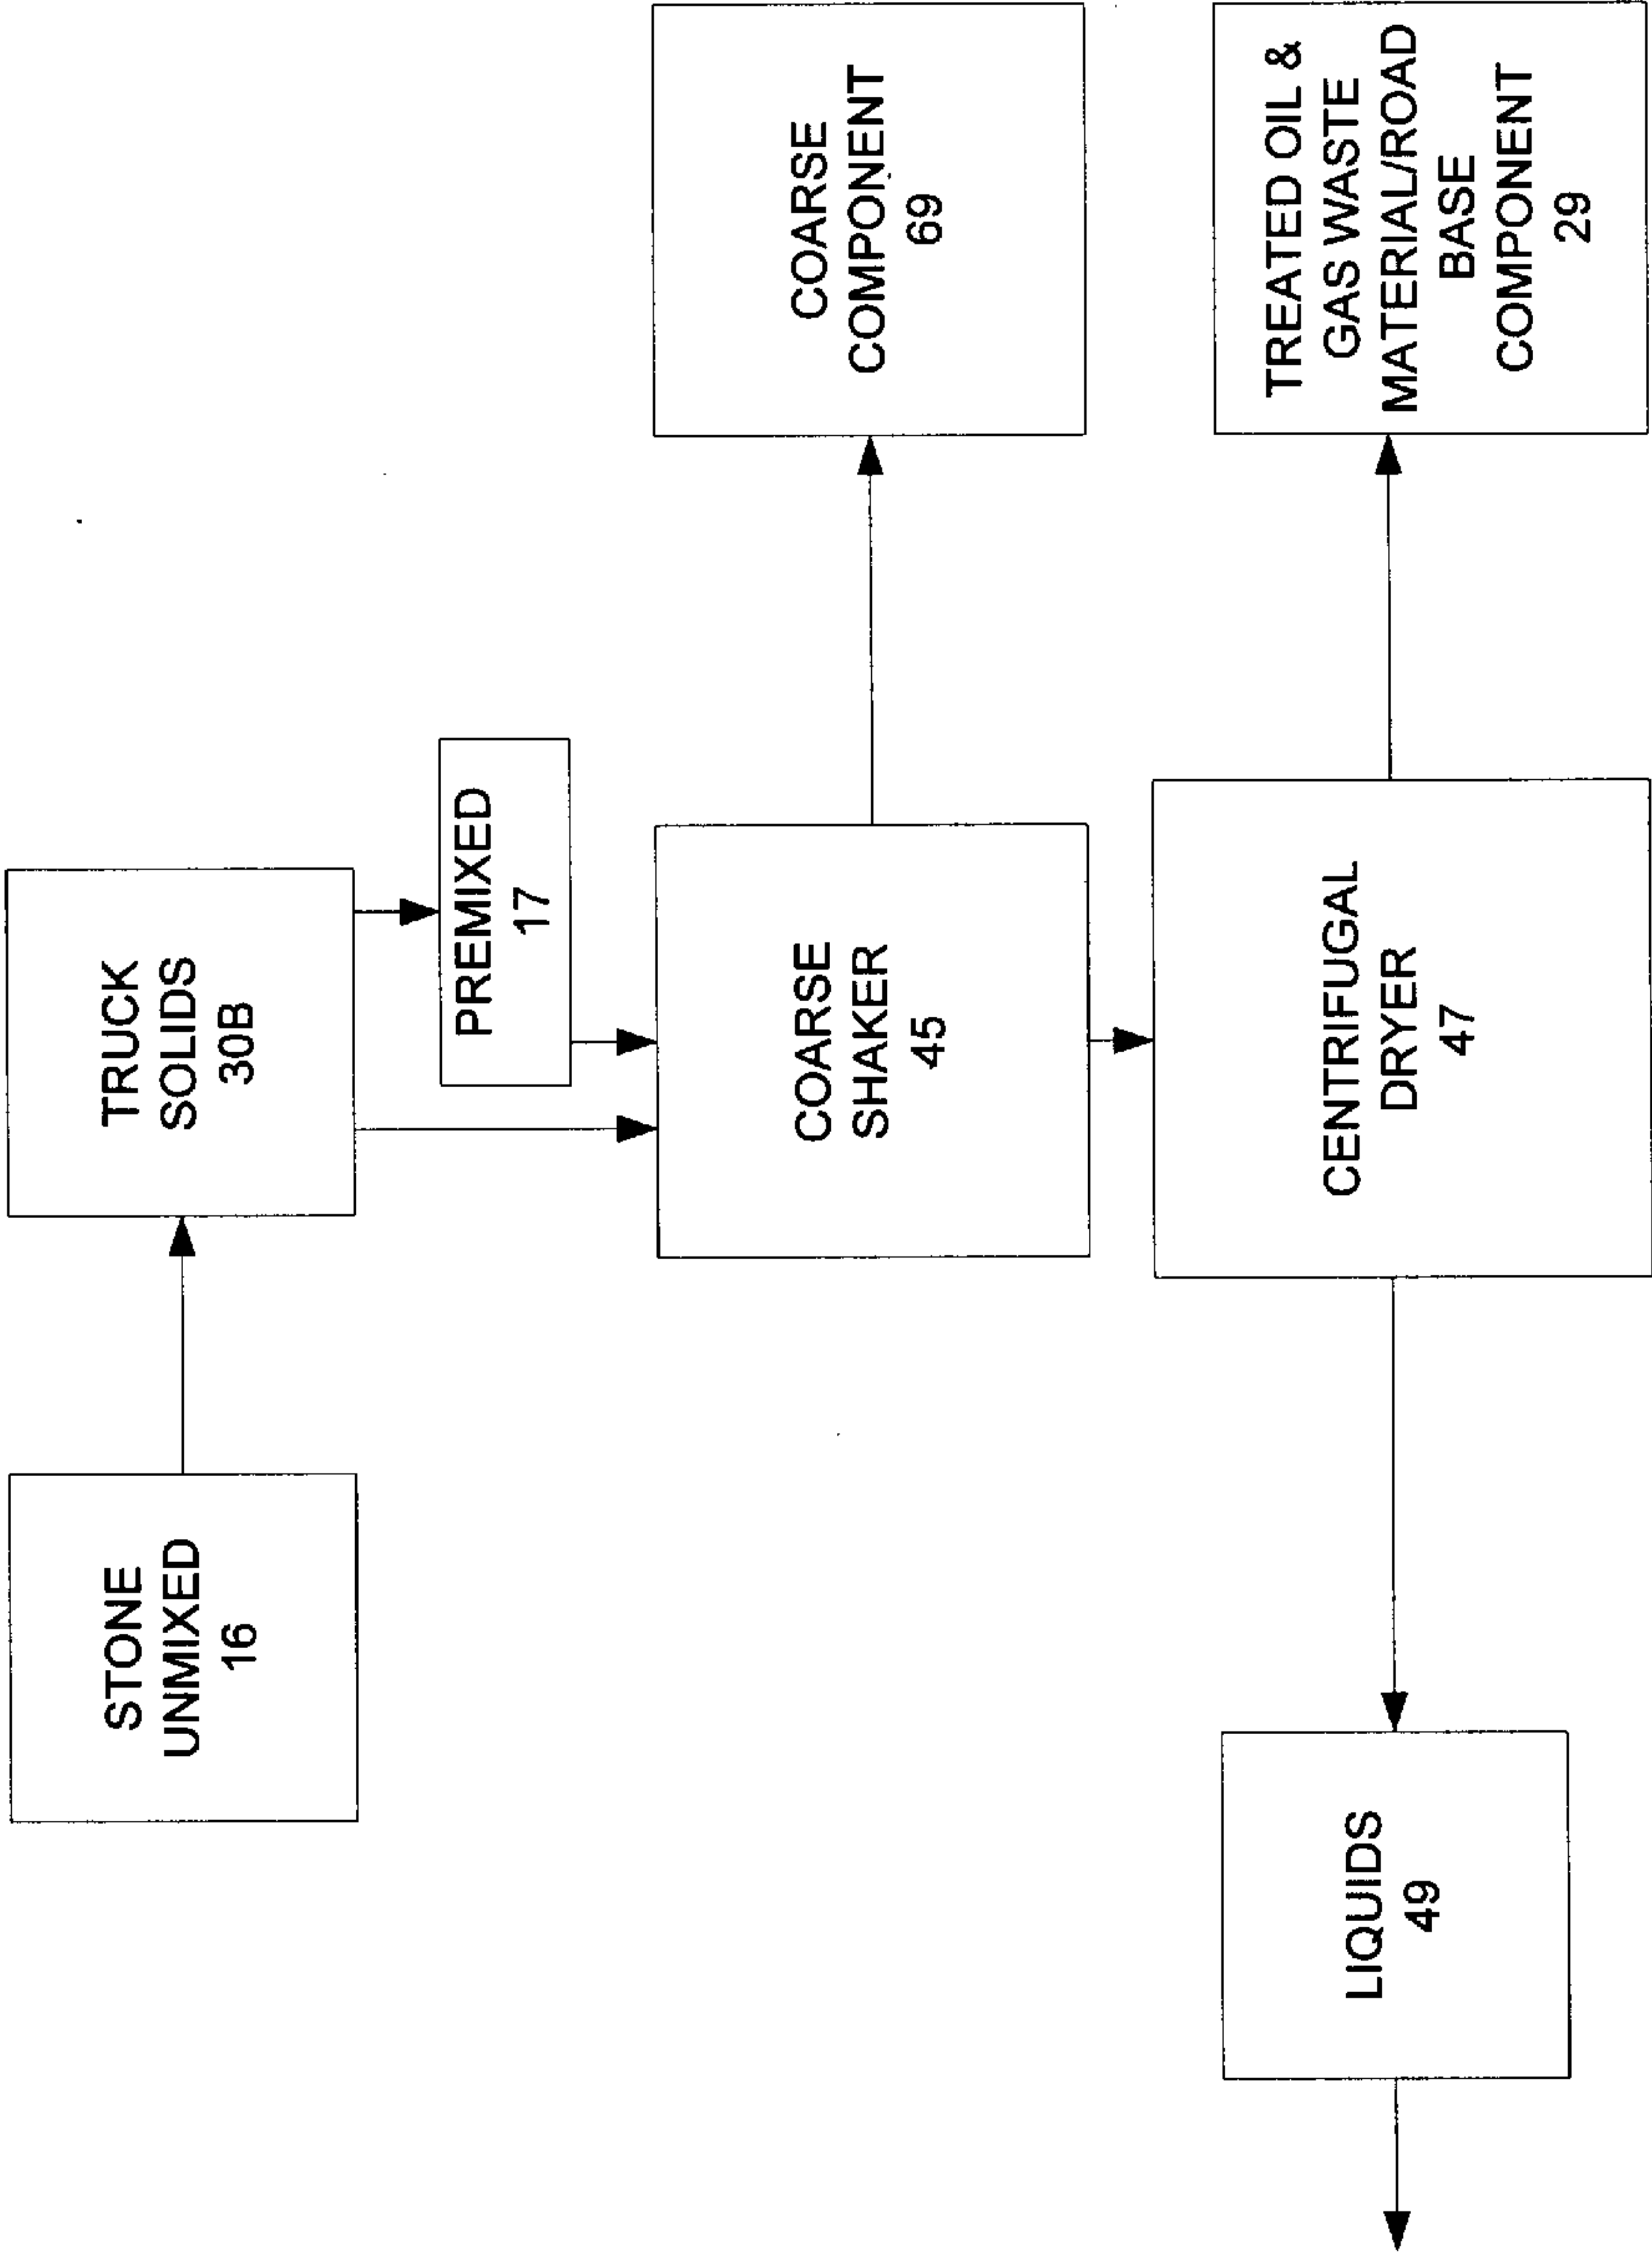 STONE
UNMIXED
16
TRUCK
SOLIDS
30B
PREMIXED
17
COARSE
SHAKER
45
COARSE
COMPONENT
69
LIQUIDS
49
CENTRIFUGAL
DRYER
47
TREATED OIL &
GAS WASTE
MATERIAL/ROAD
BASE
COMPONENT
29